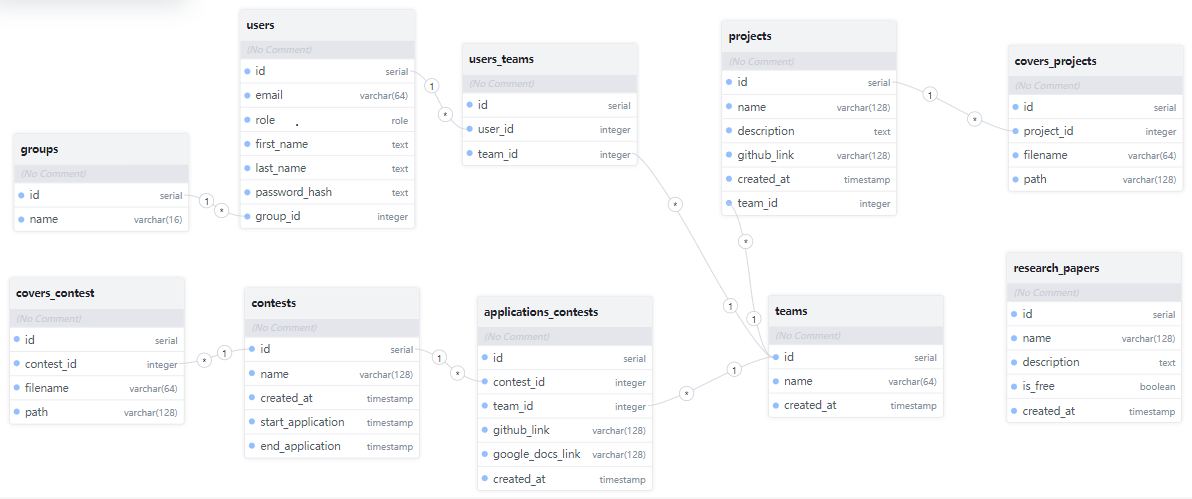 users
(No Comment)
id serial
email varchar(64)
role role
first_name text
last_name text
password_hash text
group_id integer
users_teams
(No Comment)
id serial
user_id integer
team_id integer
projects
(No Comment)
id serial
name varchar(128)
description text
github_link varchar(128)
created_at timestamp
team_id integer
covers_projects
(No Comment)
id serial
project_id integer
filename varchar(64)
path varchar(128)
groups
(No Comment)
id serial
name varchar(16)
1
*
1
*
1
*
*
1
*
1
covers_contest
(No Comment)
id serial
contest_id integer
filename varchar(64)
path varchar(128)
*
1
contests
(No Comment)
id serial
name varchar(128)
created_at timestamp
start_application timestamp
end_application timestamp
1
*
applications_contests
(No Comment)
id serial
contest_id integer
team_id integer
github_link varchar(128)
google_docs_link varchar(128)
created_at timestamp
*
1
teams
(No Comment)
id serial
name varchar(64)
created_at timestamp
research_papers
(No Comment)
id serial
name varchar(128)
description text
is_free boolean
created_at timestamp